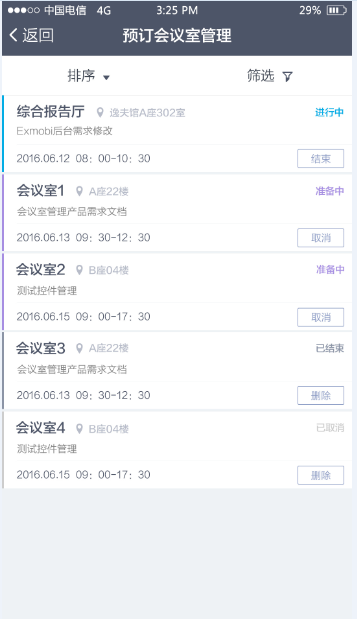 中国电信 4G 3:25 PM 29%
返回 预订会议室管理
排序 筛选
综合报告厅 逸夫馆A座302室 进行中
Exmobi后台需求修改
2016.06.12 08：00-10：30 结束
会议室1 A座22楼 准备中
会议室管理产品需求文档
2016.06.13 09：30-12：30 取消
会议室2 B座04楼 准备中
测试控件管理
2016.06.15 09：00-17：30 取消
会议室3 A座22楼 已结束
会议室管理产品需求文档
2016.06.13 09：30-12：30 删除
会议室4 B座04楼 已取消
测试控件管理
2016.06.15 09：00-17：30 删除